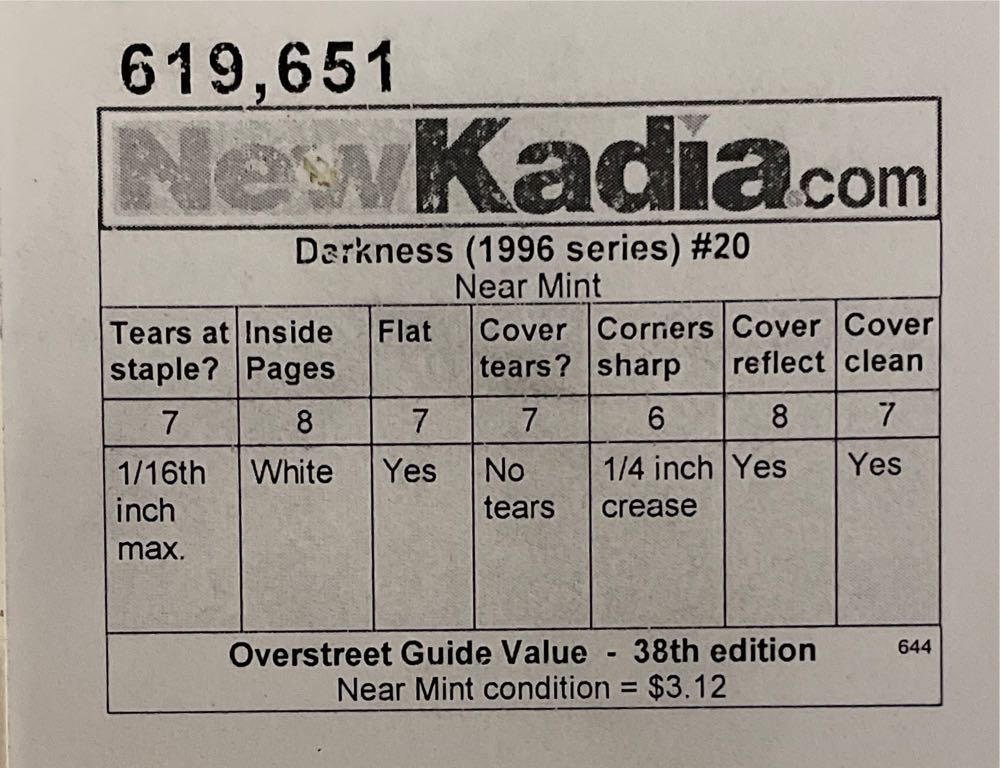 619,651
NewKadia.com
Darkness (1996 series) #20
Near Mint
Tears at staple? Inside Pages Flat Cover tears? Corners sharp Cover reflect Cover clean
7 8 7 7 6 8 7
1/16th inch max. White Yes No tears 1/4 inch crease Yes Yes
Overstreet Guide Value - 38th edition 644
Near Mint condition = $3.12